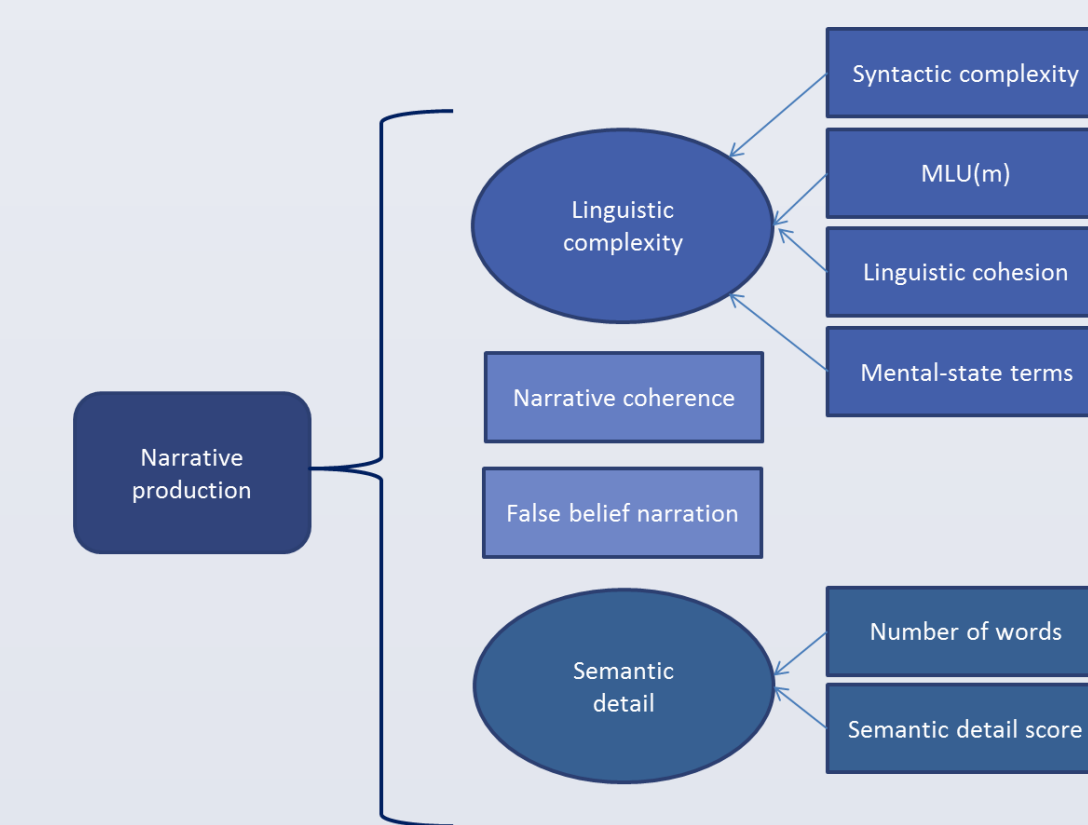 Narrative
production
Linguistic
complexity
Narrative coherence
False belief narration
Semantic
detail
Syntactic complexity
MLU(m)
Linguistic cohesion
Mental-state terms
Number of words
Semantic detail score